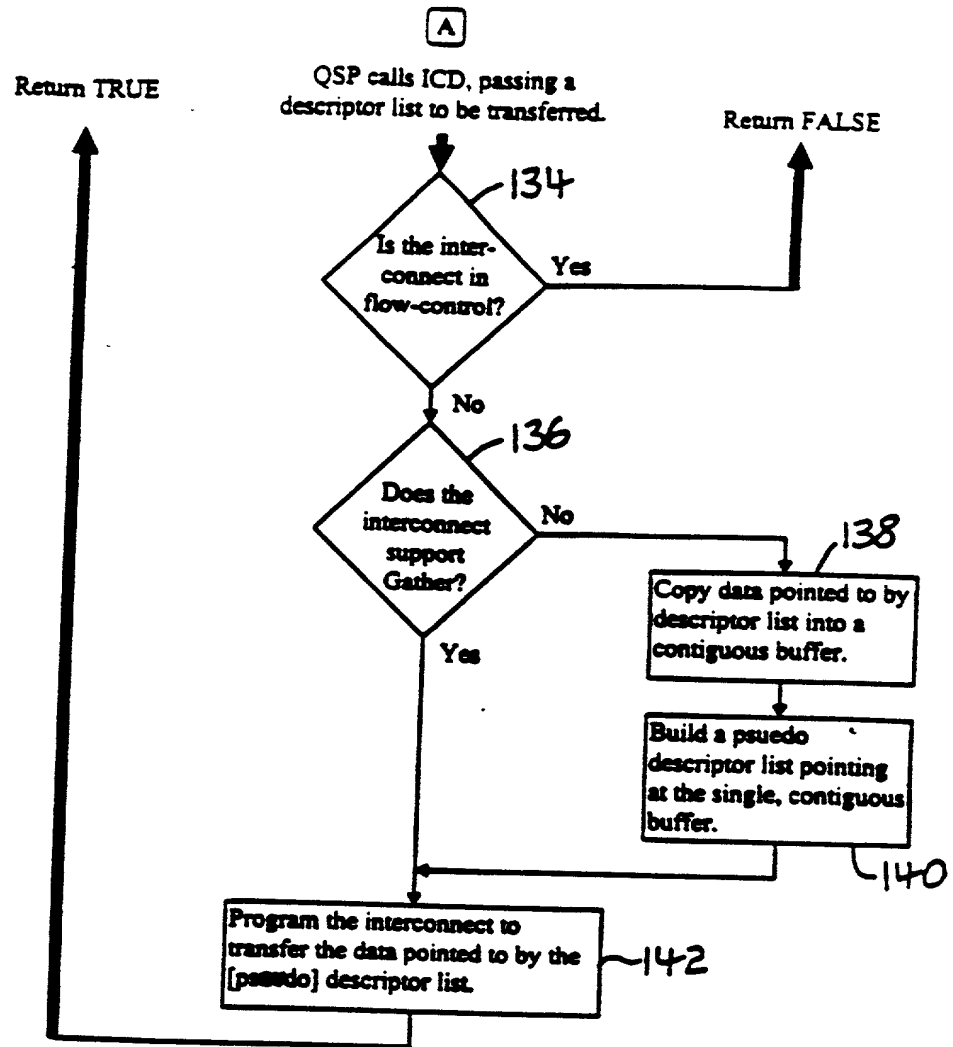 A
QSP calls ICD, passing a
descriptor list to be transferred.
Return TRUE
Return FALSE
134
Is the inter-
connect in
flow-control?
Yes
No
136
Does the
interconnect
support
Gather?
No
138
Copy data pointed to by
descriptor list into a
contiguous buffer.
Yes
Build a psuedo
descriptor list pointing
at the single, contiguous
buffer.
140
Program the interconnect to
transfer the data pointed to by the
[pseudo] descriptor list.
142